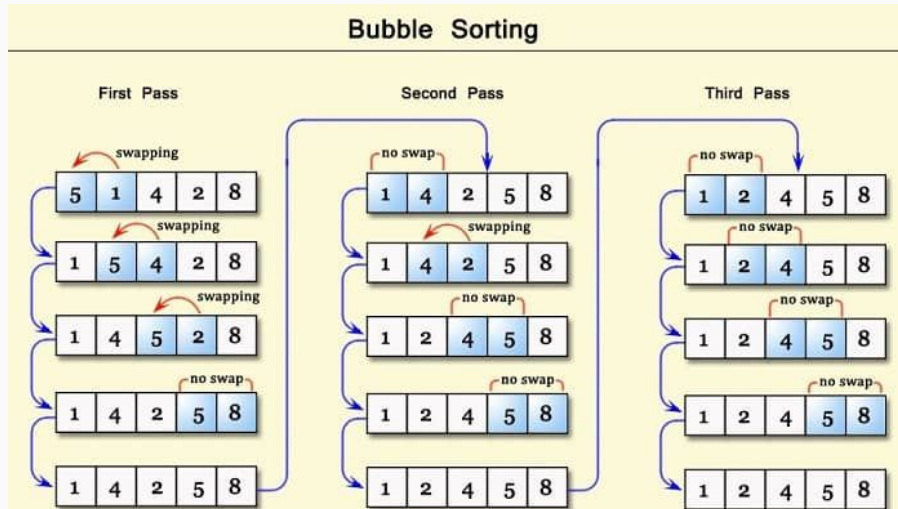 Bubble Sorting
First Pass
swapping
5 1 4 2 8
swapping
1 5 4 2 8
swapping
1 4 5 2 8
no swap
1 4 2 5 8
1 4 2 5 8
Second Pass
no swap
1 4 2 5 8
swapping
1 4 2 5 8
no swap
1 2 4 5 8
no swap
1 2 4 5 8
1 2 4 5 8
Third Pass
no swap
1 2 4 5 8
no swap
1 2 4 5 8
no swap
1 2 4 5 8
no swap
1 2 4 5 8
1 2 4 5 8